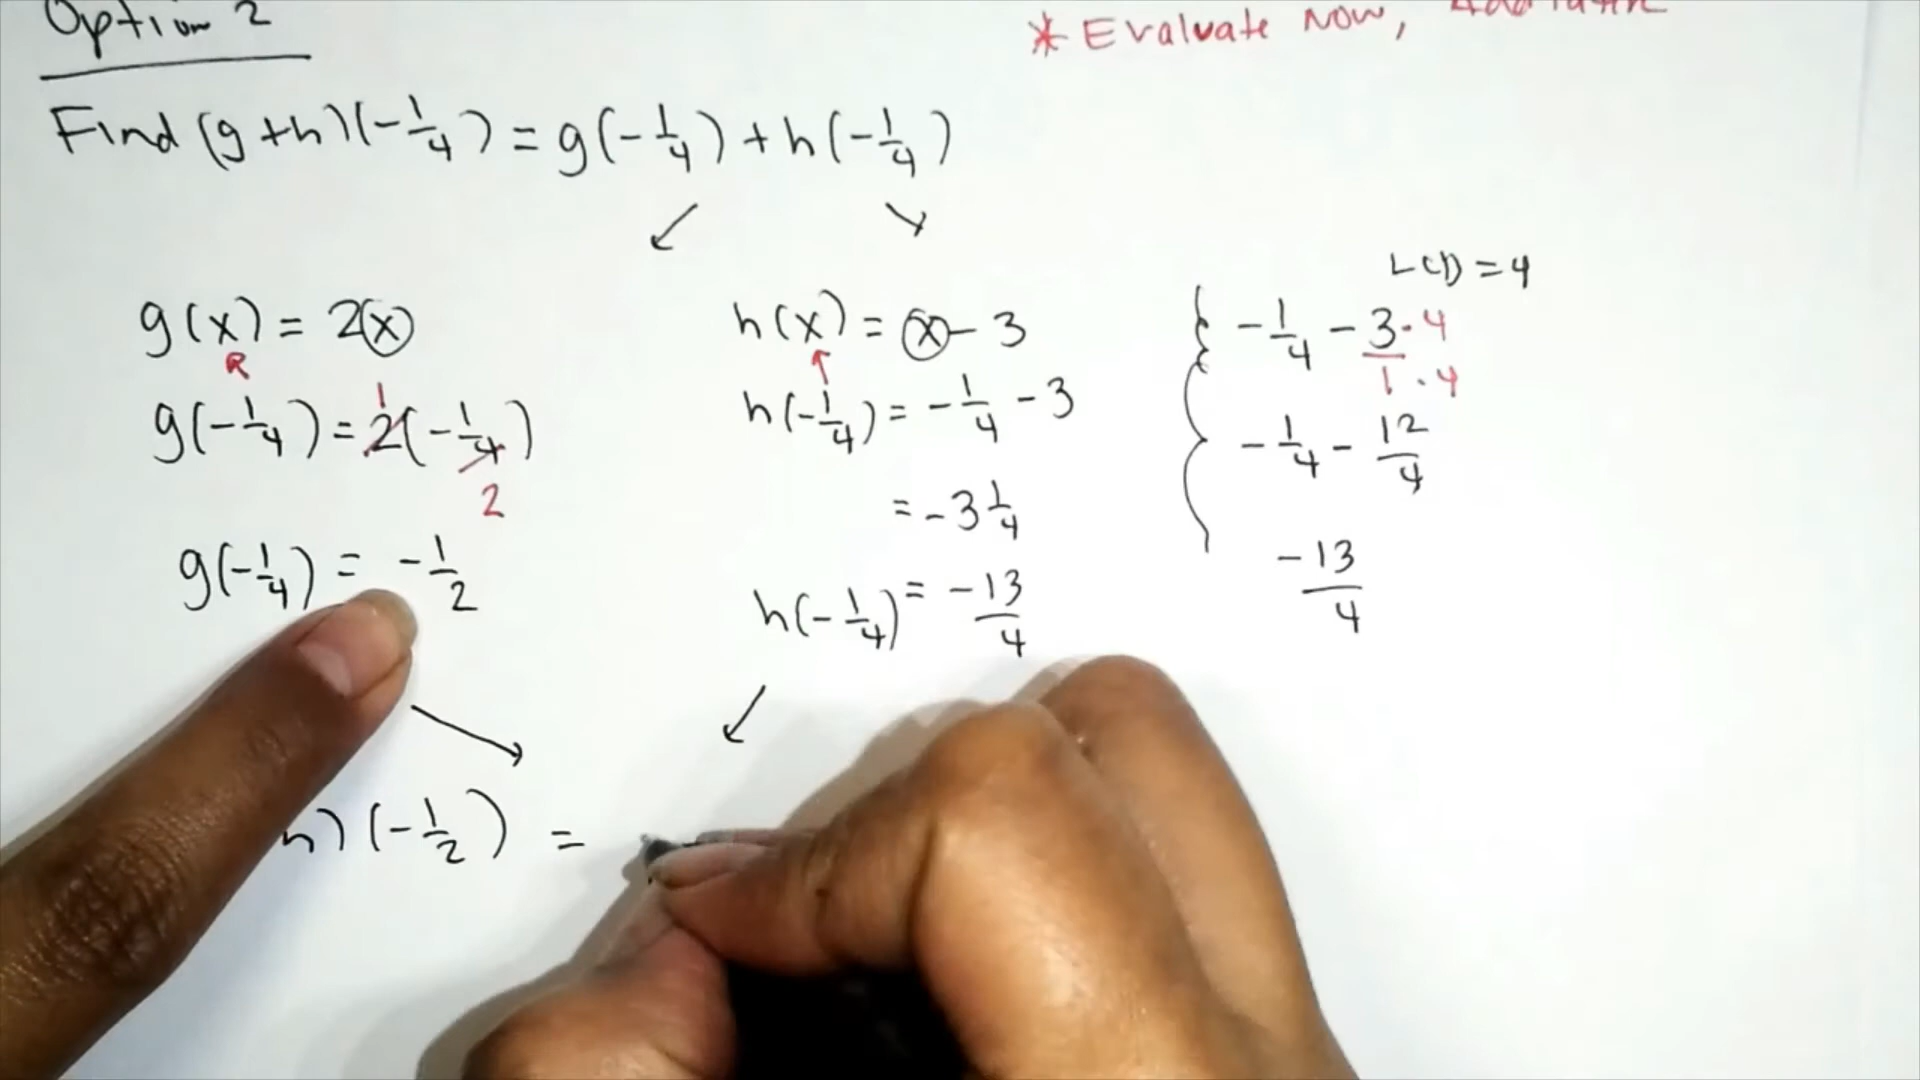 Option 2
* Evaluate Now, Add
Find (g+h)(-1/4) = g(-1/4) + h(-1/4)
↙ ↘
g(x) = 2(x)
1
g(-1/4) = 2(-1/4)
2
g(-1/4) = -1/2
h(x) = (x) - 3
h(-1/4) = -1/4 - 3
= -3 1/4
h(-1/4) = -13/4
LCD = 4
-1/4 - 3·4/1·4
-1/4 - 12/4
-13/4
↘ ↙
h)(-1/2) =